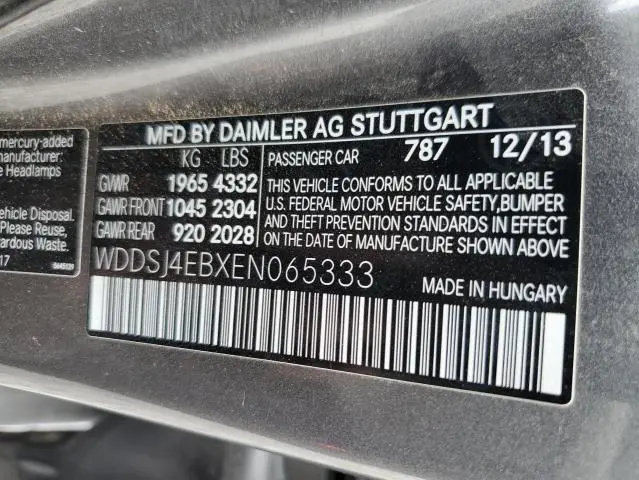 mercury-added
manufacturer:
Headlamps
Vehicle Disposal.
Please Reuse,
Hazardous Waste.
17
MFD BY DAIMLER AG STUTTGART
KG LBS
GVWR 1965 4332
GAWR FRONT 1045 2304
GAWR REAR 920 2028
PASSENGER CAR 787 12/13
THIS VEHICLE CONFORMS TO ALL APPLICABLE
U.S. FEDERAL MOTOR VEHICLE SAFETY,BUMPER
AND THEFT PREVENTION STANDARDS IN EFFECT
ON DATE OF MANUFACTURE SHOWN ABOVE
WDDSJ4EBXEN065333
MADE IN HUNGARY